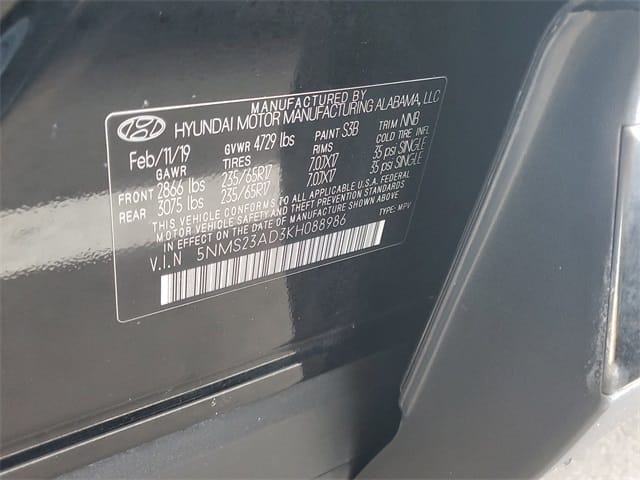 MANUFACTURED BY
HYUNDAI MOTOR MANUFACTURING ALABAMA, LLC
Feb/11/19 GVWR 4729 lbs PAINT S3B TRIM NNB
GAWR TIRES RIMS COLD TIRE INFL
FRONT 2866 lbs 235/65R17 7.0JX17 35 psi SINGLE
REAR 3075 lbs 235/65R17 7.0JX17 35 psi SINGLE
THIS VEHICLE CONFORMS TO ALL APPLICABLE U.S.A. FEDERAL
MOTOR VEHICLE SAFETY AND THEFT PREVENTION STANDARDS
IN EFFECT ON THE DATE OF MANUFACTURE SHOWN ABOVE.
V.I.N 5NMS23AD3KH088986 TYPE: MPV